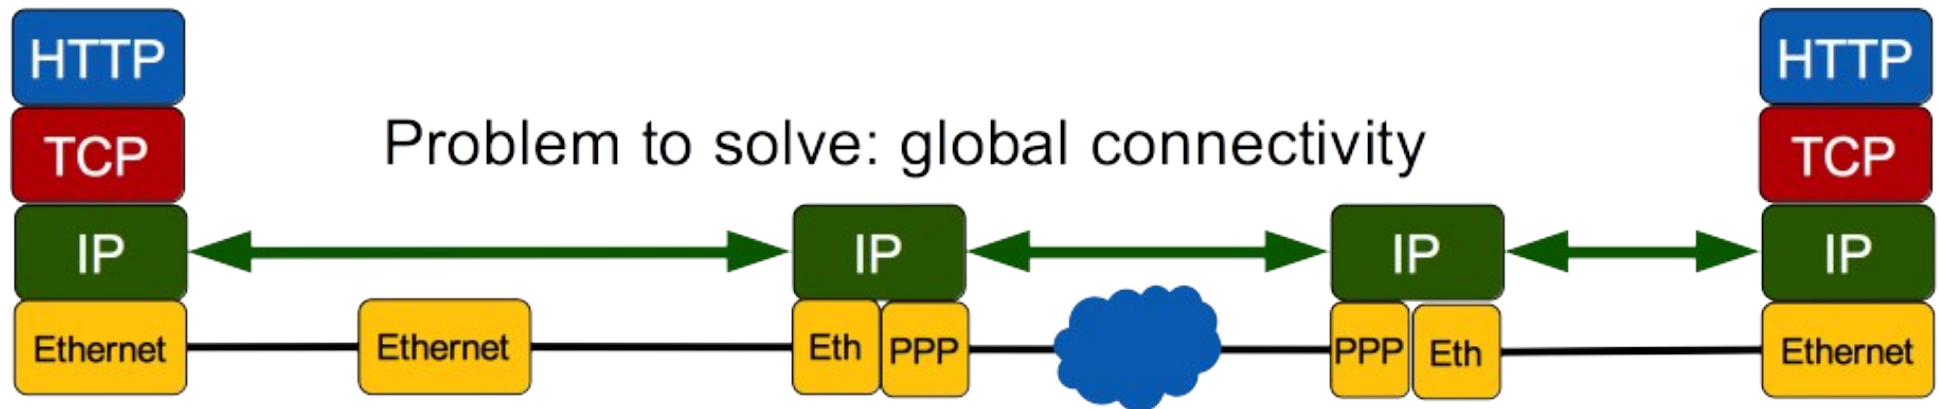 HTTP
HTTP
TCP
Problem to solve: global connectivity
TCP
IP
IP
IP
IP
Ethernet
Ethernet
Eth
PPP
PPP
Eth
Ethernet